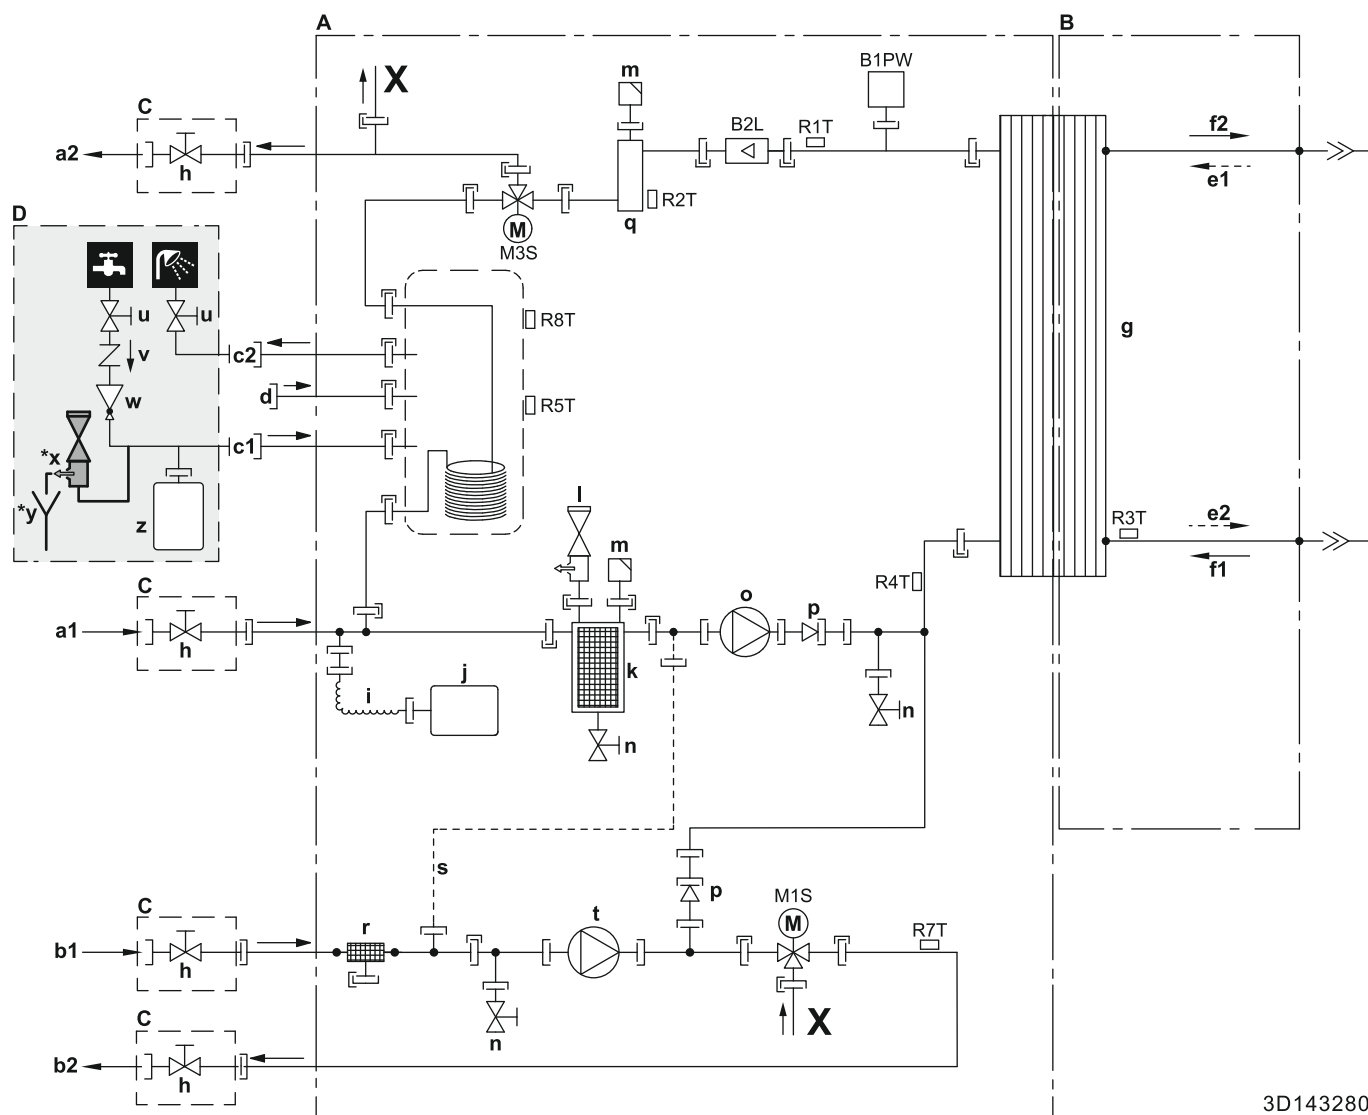 A
B
X
m
B1PW
C
B2L
R1T
f2
a2
h
e1
R2T
D
q
M
M3S
u
u
R8T
g
v
c2
w
d
R5T
c1
*x
l
*y
z
m
R3T
e2
C
o
p
R4T
f1
a1
h
k
i
j
n
n
s
p
M1S
C
r
t
M
R7T
b1
h
X
C
n
b2
h
3D143280